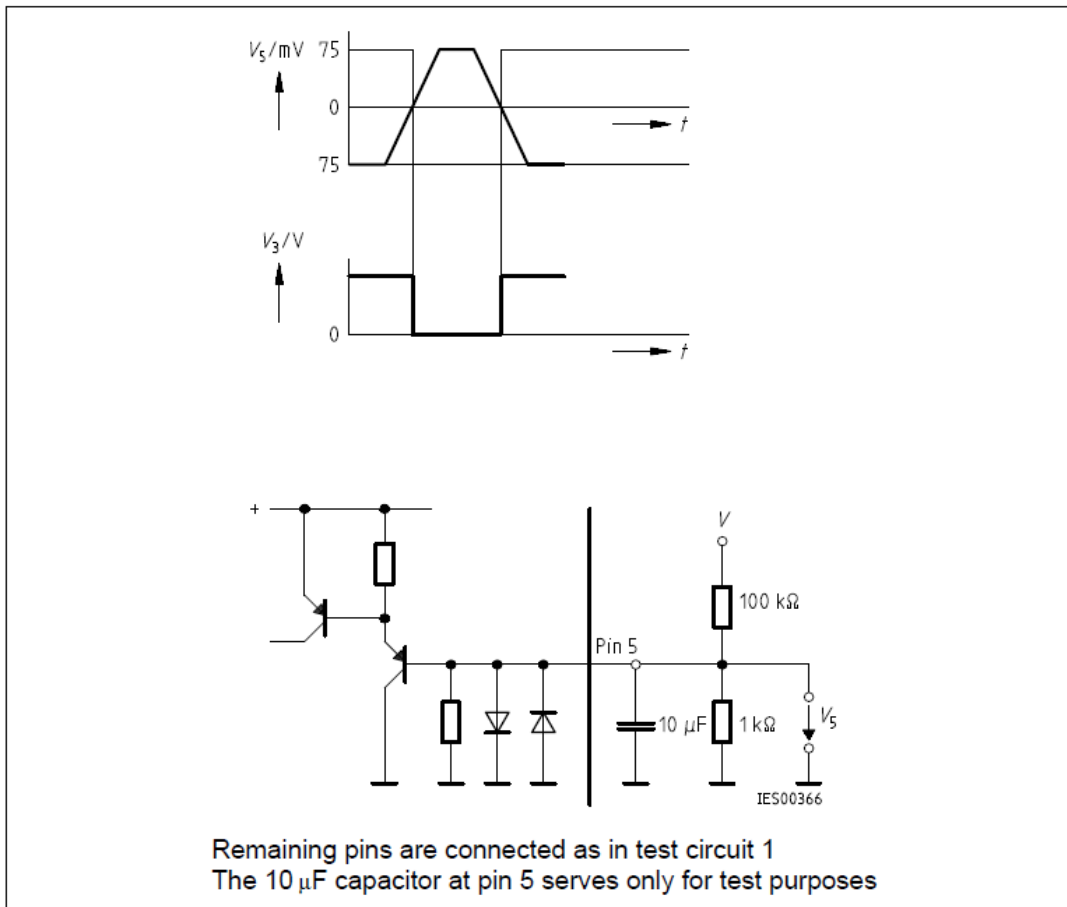 V5/mV
75
0
t
75
V3/V
0
t
+
V
100 kΩ
Pin 5
10 µF
1 kΩ
V5
IES00366
Remaining pins are connected as in test circuit 1
The 10 µF capacitor at pin 5 serves only for test purposes